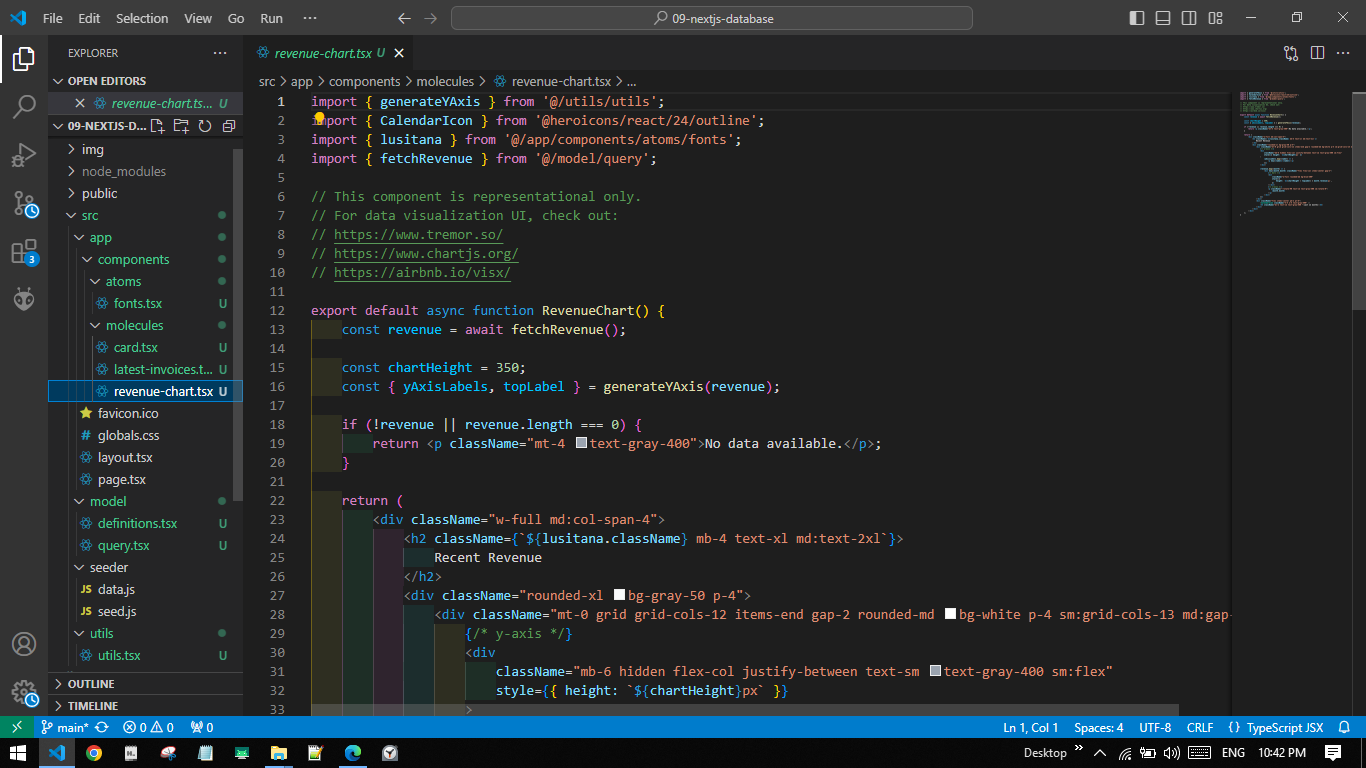 File Edit Selection View Go Run ···
09-nextjs-database
EXPLORER
OPEN EDITORS
revenue-chart.ts... U
09-NEXTJS-D...
img
node_modules
public
src
app
components
atoms
fonts.tsx U
molecules
card.tsx U
latest-invoices.t... U
revenue-chart.tsx U
favicon.ico
# globals.css
layout.tsx
page.tsx
model
definitions.tsx U
query.tsx U
seeder
JS data.js
JS seed.js
utils
utils.tsx U
OUTLINE
TIMELINE
3
revenue-chart.tsx U
src > app > components > molecules > revenue-chart.tsx > ...
1 import { generateYAxis } from '@/utils/utils';
2 import { CalendarIcon } from '@heroicons/react/24/outline';
3 import { lusitana } from '@/app/components/atoms/fonts';
4 import { fetchRevenue } from '@/model/query';
5
6 // This component is representational only.
7 // For data visualization UI, check out:
8 // https://www.tremor.so/
9 // https://www.chartjs.org/
10 // https://airbnb.io/visx/
11
12 export default async function RevenueChart() {
13 const revenue = await fetchRevenue();
14
15 const chartHeight = 350;
16 const { yAxisLabels, topLabel } = generateYAxis(revenue);
17
18 if (!revenue || revenue.length === 0) {
19 return <p className="mt-4 text-gray-400">No data available.</p>;
20 }
21
22 return (
23 <div className="w-full md:col-span-4">
24 <h2 className={`${lusitana.className} mb-4 text-xl md:text-2xl`}>
25 Recent Revenue
26 </h2>
27 <div className="rounded-xl bg-gray-50 p-4">
28 <div className="mt-0 grid grid-cols-12 items-end gap-2 rounded-md bg-white p-4 sm:grid-cols-13 md:gap-
29 {/* y-axis */}
30 <div
31 className="mb-6 hidden flex-col justify-between text-sm text-gray-400 sm:flex"
32 style={{ height: `${chartHeight}px` }}
33 >
main* 0 0 0
Ln 1, Col 1 Spaces: 4 UTF-8 CRLF {} TypeScript JSX
Desktop ENG 10:42 PM